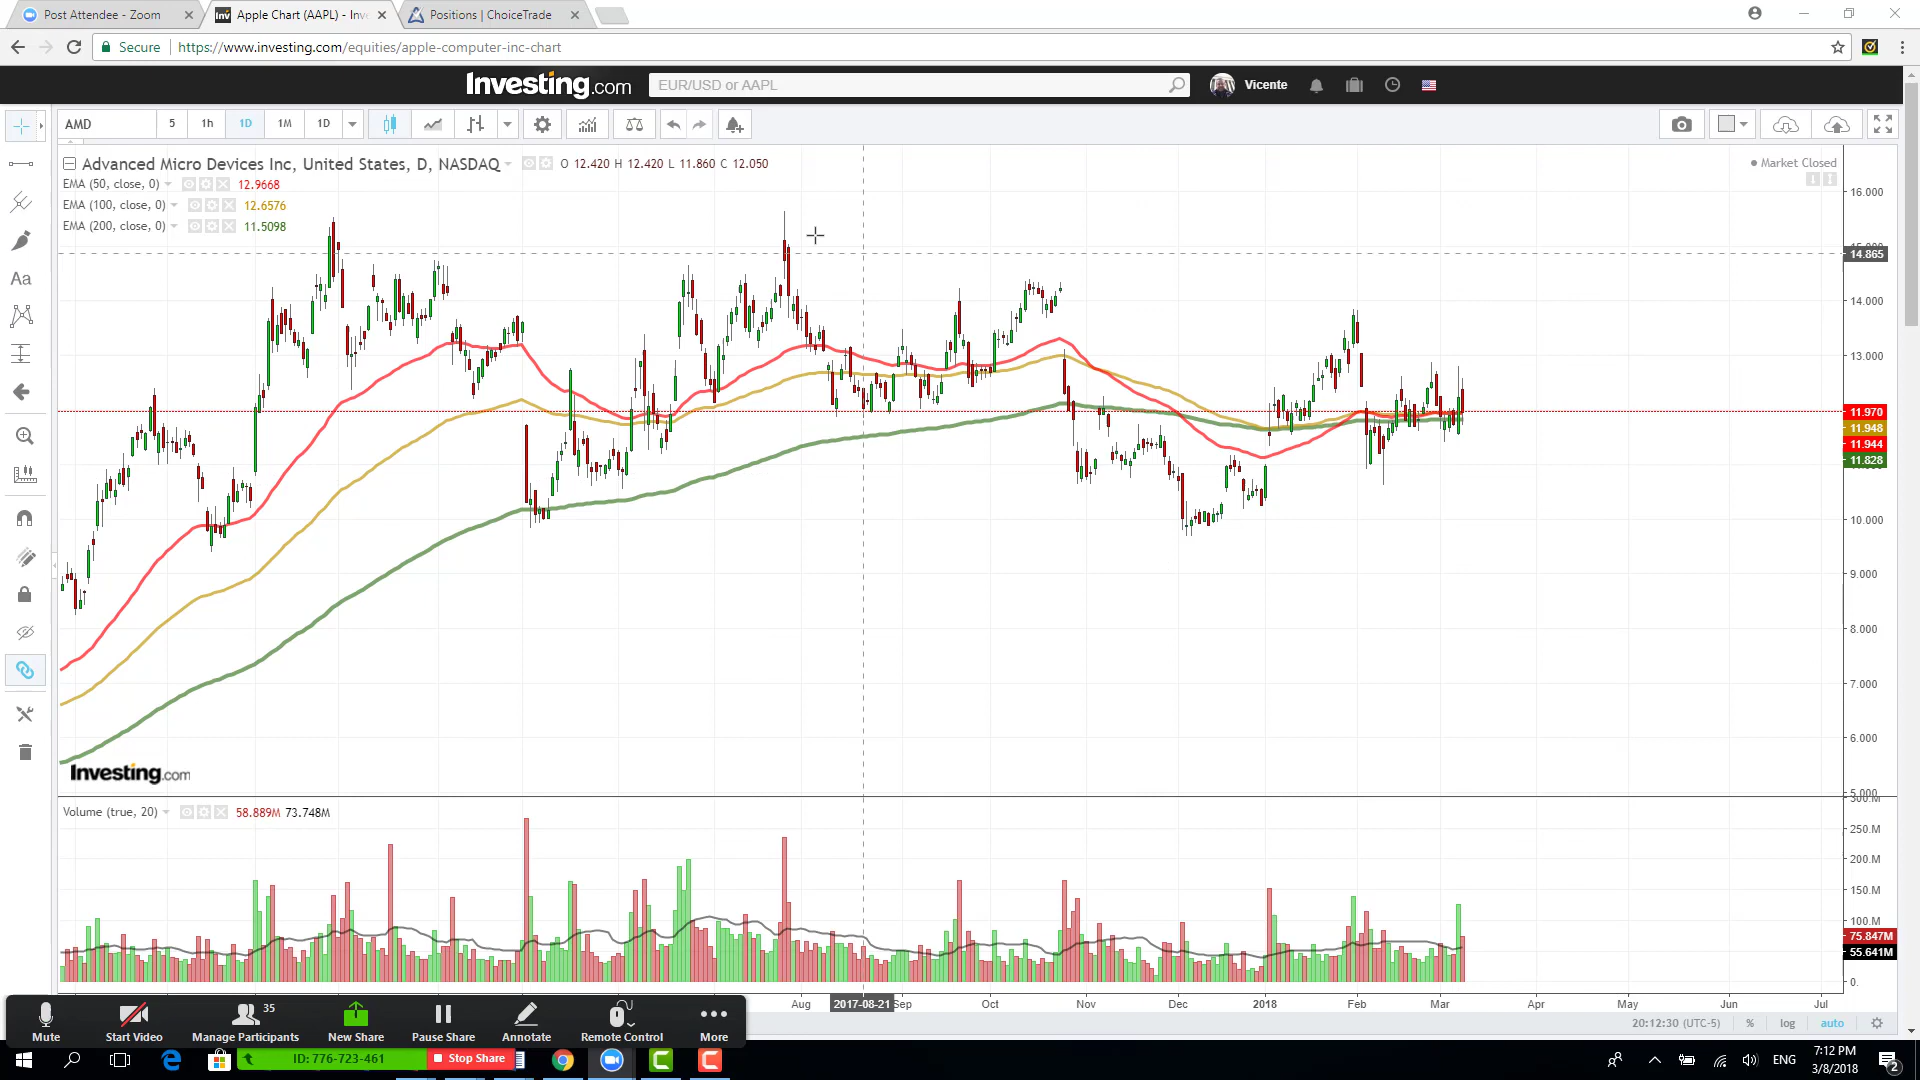 Post Attendee - Zoom
Apple Chart (AAPL) - Inv
Positions | ChoiceTrade
Secure
https://www.investing.com/equities/apple-computer-inc-chart
Investing.com
EUR/USD or AAPL
Vicente
AMD
5
1h
1D
1M
1D
Advanced Micro Devices Inc, United States, D, NASDAQ
O 12.420 H 12.420 L 11.860 C 12.050
Market Closed
EMA (50, close, 0)
12.9668
EMA (100, close, 0)
12.6576
EMA (200, close, 0)
11.5098
Aa
16.000
14.865
14.000
13.000
11.970
11.948
11.944
11.828
10.000
9.000
8.000
7.000
6.000
5.000
Investing.com
Volume (true, 20)
58.889M 73.748M
300.M
250.M
200.M
150.M
100.M
75.847M
55.641M
0.
Aug
2017-08-21
Sep
Oct
Nov
Dec
2018
Feb
Mar
Apr
May
Jun
Jul
20:12:30 (UTC-5)
%
log
auto
Mute
Start Video
35
Manage Participants
New Share
Pause Share
Annotate
Remote Control
More
ID: 776-723-461
Stop Share
ENG
7:12 PM
3/8/2018
2